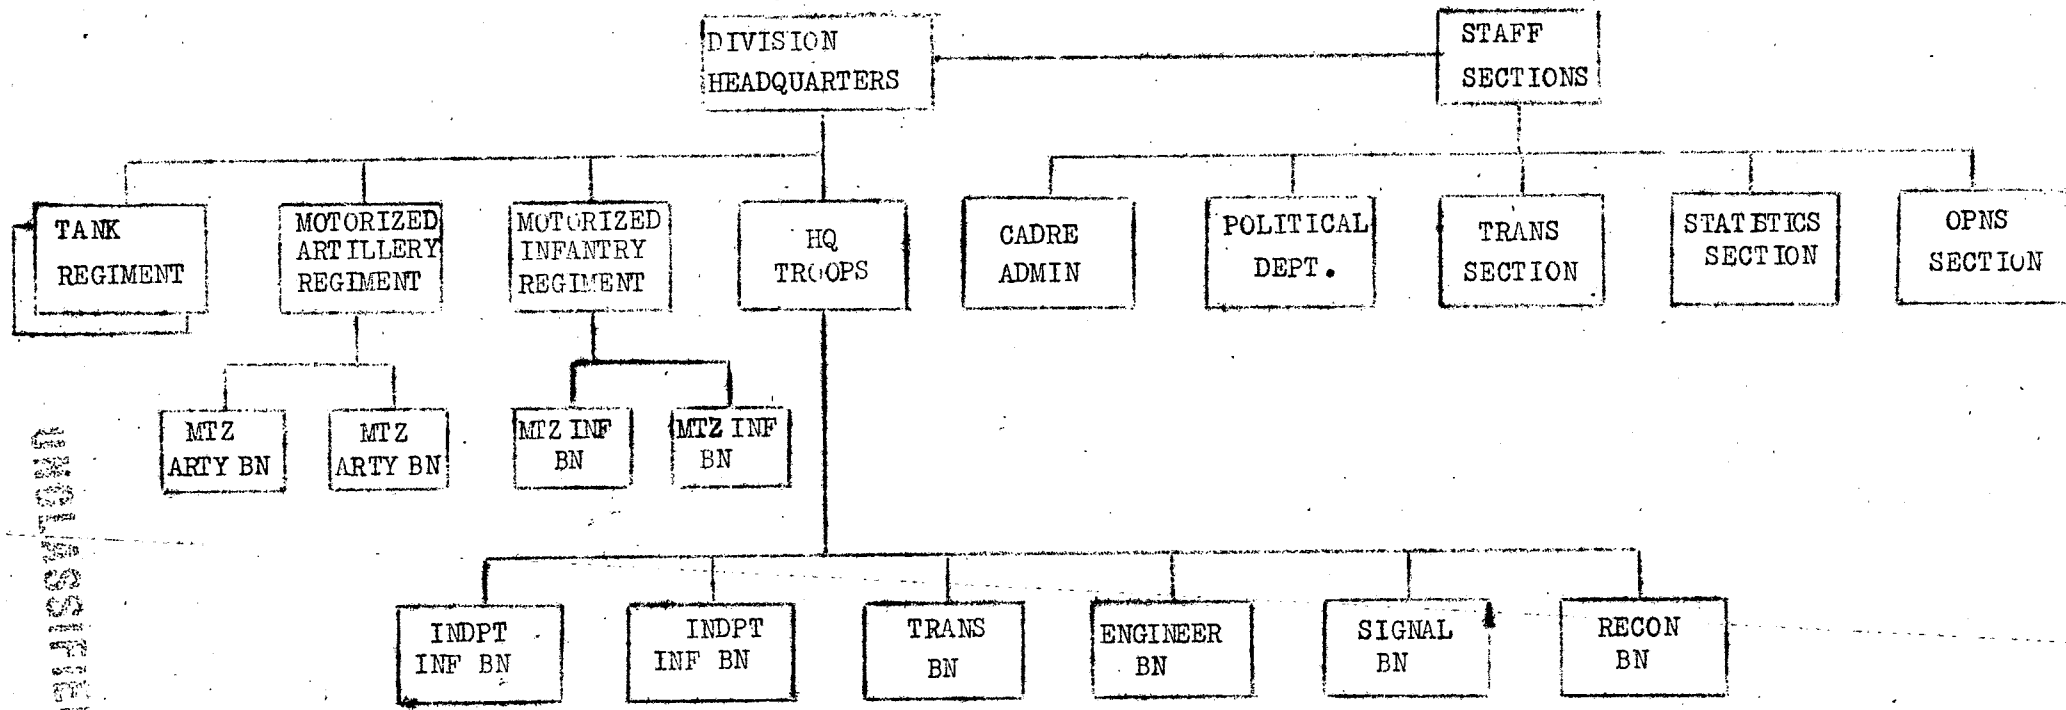 DIVISION
HEADQUARTERS
STAFF
SECTIONS
TANK
REGIMENT
MOTORIZED
ARTILLERY
REGIMENT
MOTORIZED
INFANTRY
REGIMENT
HQ
TROOPS
CADRE
ADMIN
POLITICAL
DEPT.
TRANS
SECTION
STATISTICS
SECTION
OPNS
SECTION
MTZ
ARTY BN
MTZ
ARTY BN
MTZ INF
BN
MTZ INF
BN
INDPT
INF BN
INDPT
INF BN
TRANS
BN
ENGINEER
BN
SIGNAL
BN
RECON
BN
UNCLASSIFIE